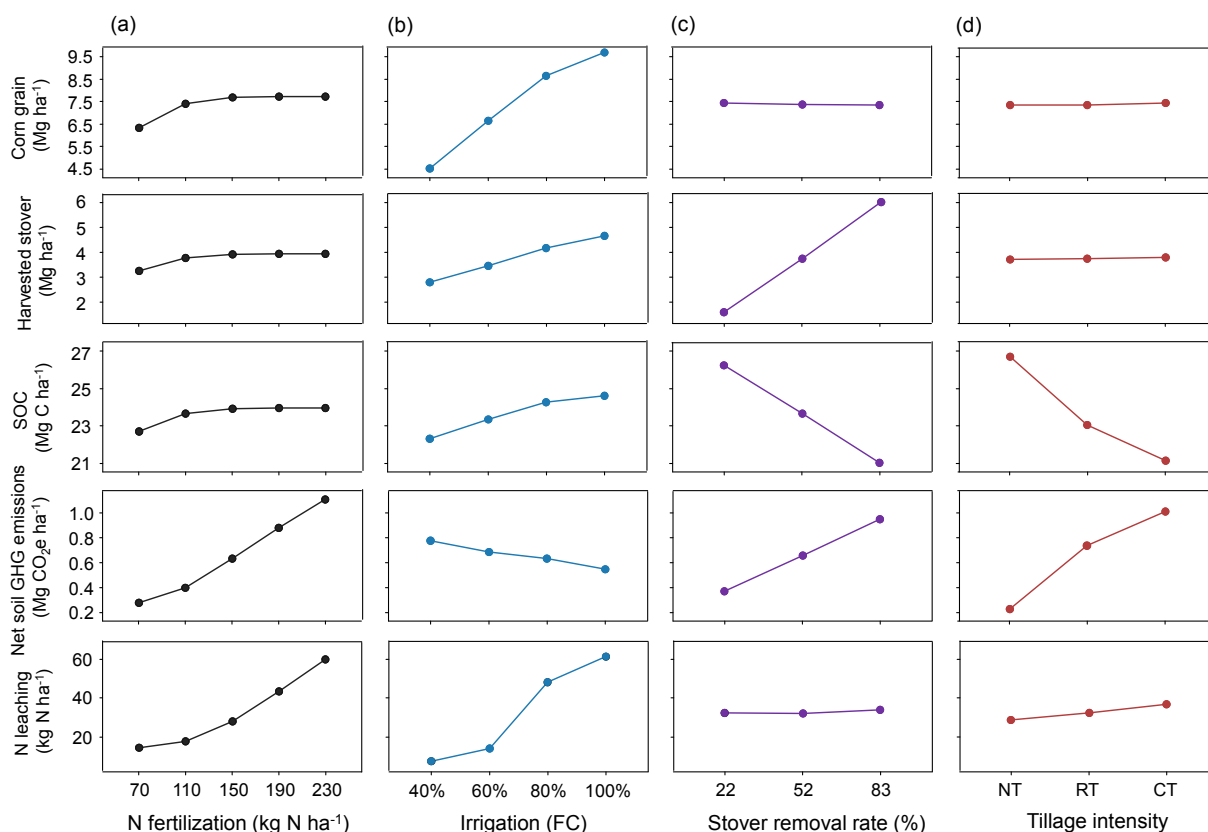 (a) (b) (c) (d)
Corn grain
(Mg ha⁻¹)
9.5
8.5
7.5
6.5
4.5
Harvested stover
(Mg ha⁻¹)
6
5
4
3
2
SOC
(Mg C ha⁻¹)
27
25
23
21
Net soil GHG emissions
(Mg CO₂e ha⁻¹)
1.0
0.8
0.6
0.4
0.2
N leaching
(kg N ha⁻¹)
60
40
20
70 110 150 190 230
40% 60% 80% 100%
22 52 83
NT RT CT
N fertilization (kg N ha⁻¹)
Irrigation (FC)
Stover removal rate (%)
Tillage intensity